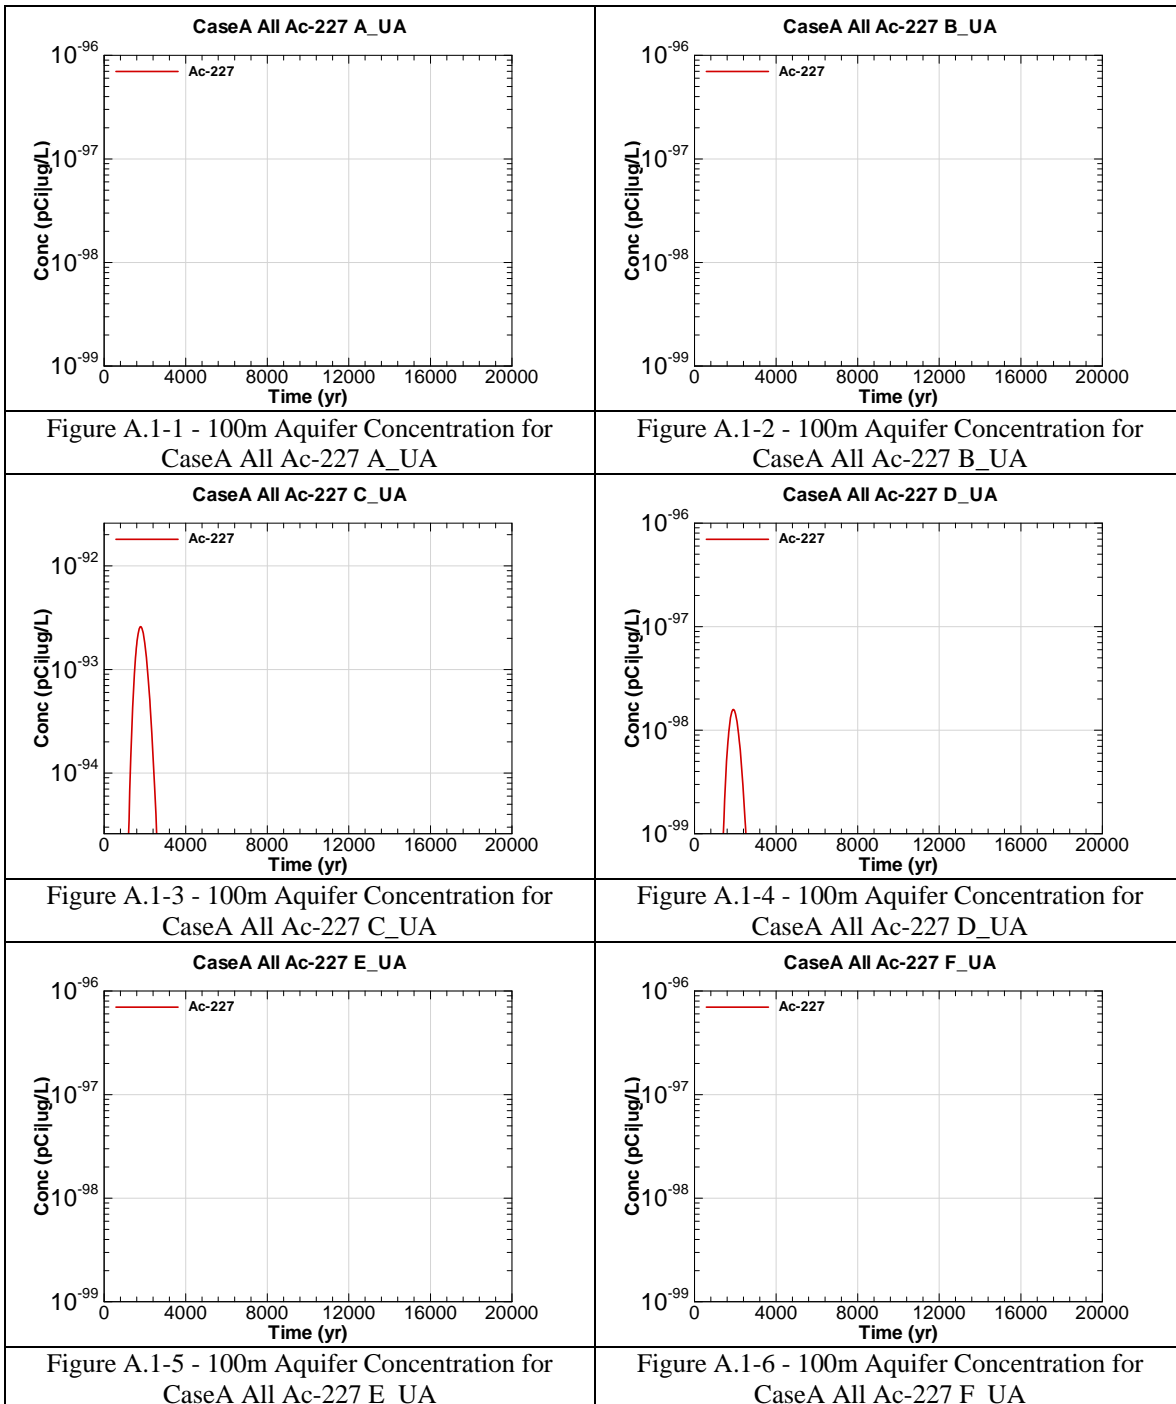 CaseA All Ac-227 A_UA
10^-96
Ac-227
10^-97
Conc (pCi|ug/L)
10^-98
10^-99
0 4000 8000 12000 16000 20000
Time (yr)
Figure A.1-1 - 100m Aquifer Concentration for
CaseA All Ac-227 A_UA
CaseA All Ac-227 B_UA
10^-96
Ac-227
10^-97
Conc (pCi|ug/L)
10^-98
10^-99
0 4000 8000 12000 16000 20000
Time (yr)
Figure A.1-2 - 100m Aquifer Concentration for
CaseA All Ac-227 B_UA
CaseA All Ac-227 C_UA
Ac-227
10^-92
Conc (pCi|ug/L)
10^-93
10^-94
0 4000 8000 12000 16000 20000
Time (yr)
Figure A.1-3 - 100m Aquifer Concentration for
CaseA All Ac-227 C_UA
CaseA All Ac-227 D_UA
10^-96
Ac-227
10^-97
Conc (pCi|ug/L)
10^-98
10^-99
0 4000 8000 12000 16000 20000
Time (yr)
Figure A.1-4 - 100m Aquifer Concentration for
CaseA All Ac-227 D_UA
CaseA All Ac-227 E_UA
10^-96
Ac-227
10^-97
Conc (pCi|ug/L)
10^-98
10^-99
0 4000 8000 12000 16000 20000
Time (yr)
Figure A.1-5 - 100m Aquifer Concentration for
CaseA All Ac-227 E_UA
CaseA All Ac-227 F_UA
10^-96
Ac-227
10^-97
Conc (pCi|ug/L)
10^-98
10^-99
0 4000 8000 12000 16000 20000
Time (yr)
Figure A.1-6 - 100m Aquifer Concentration for
CaseA All Ac-227 F_UA